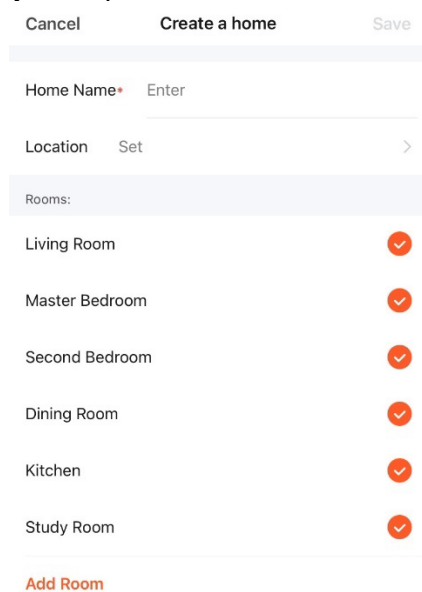 Cancel Create a home Save
Home Name* Enter
Location Set
Rooms:
Living Room
Master Bedroom
Second Bedroom
Dining Room
Kitchen
Study Room
Add Room